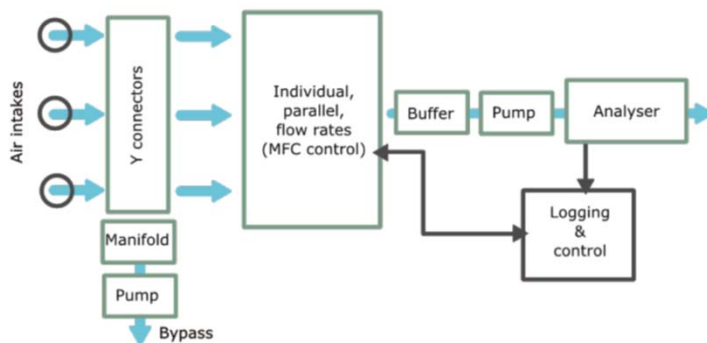 Air intakes
Y connectors
Individual,
parallel,
flow rates
(MFC control)
Buffer
Pump
Analyser
Logging
&
control
Manifold
Pump
Bypass